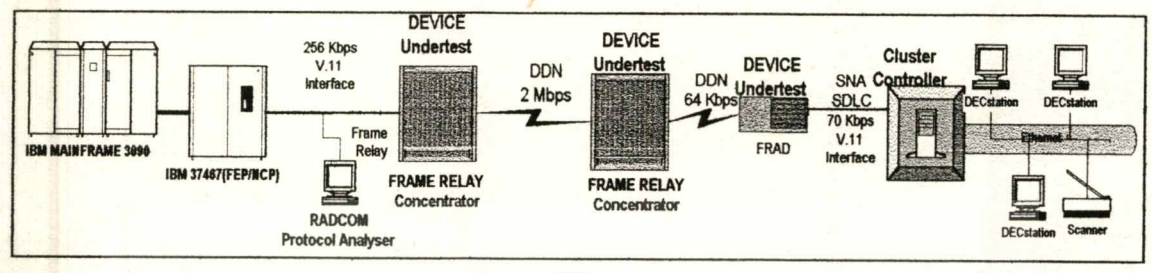 IBM MAINFRAME 3090
IBM 37467(FEP/NCP)
256 Kbps
V.11
Interface
Frame
Relay
RADCOM
Protocol Analyser
DEVICE
Undertest
FRAME RELAY
Concentrator
DDN
2 Mbps
DEVICE
Undertest
FRAME RELAY
Concentrator
DDN
64 Kbps
DEVICE
Undertest
FRAD
SNA
SDLC
70 Kbps
V.11
Interface
Cluster
Controller
DECstation
DECstation
Ethernet
DECstation
Scanner